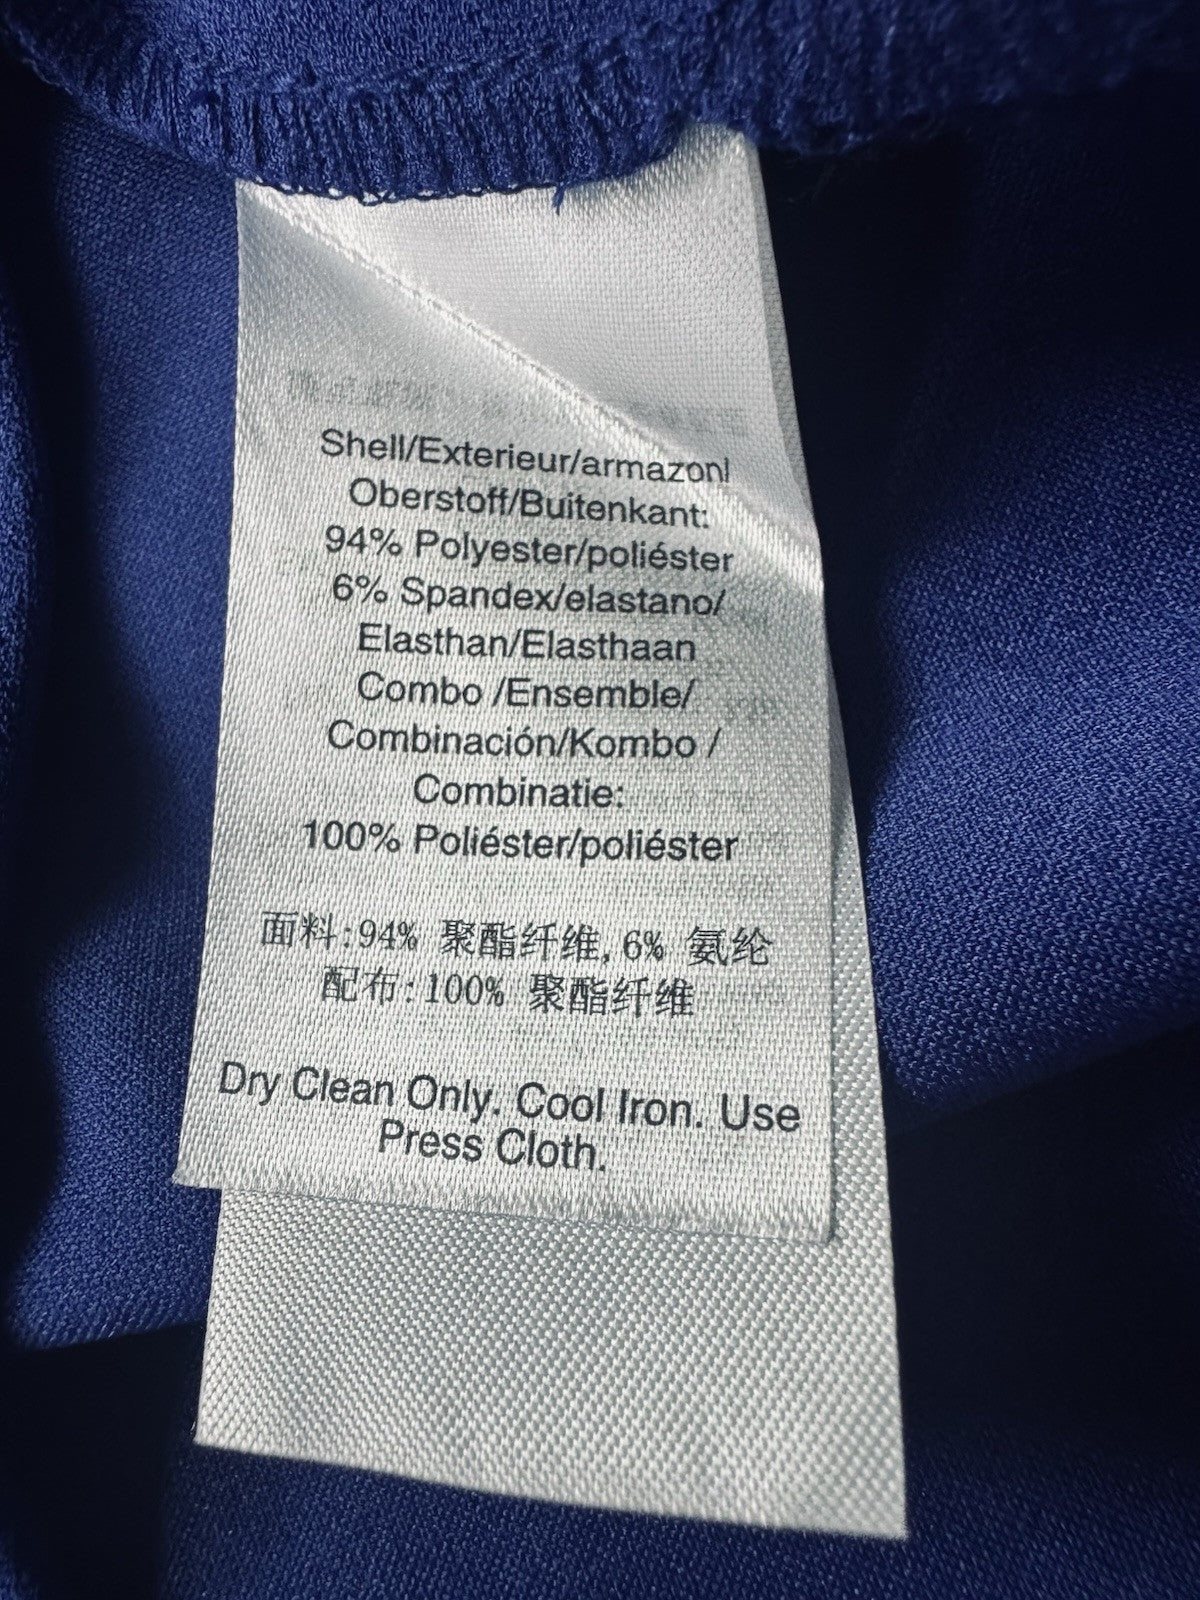 Shell/Exterieur/armazon|
Oberstoff/Buitenkant:
94% Polyester/poliéster
6% Spandex/elastano/
Elasthan/Elasthaan
Combo /Ensemble/
Combinación/Kombo /
Combinatie:
100% Poliéster/poliéster
面料:94% 聚酯纤维,6% 氨纶
配布:100% 聚酯纤维
Dry Clean Only. Cool Iron. Use
Press Cloth.